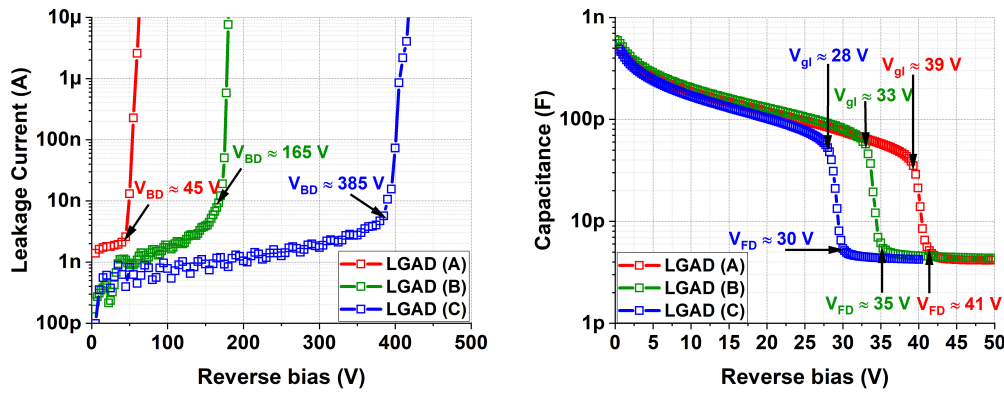 10µ
1µ
100n
10n
1n
100p
Leakage Current (A)
V_BD ≈ 45 V
V_BD ≈ 165 V
V_BD ≈ 385 V
LGAD (A)
LGAD (B)
LGAD (C)
0 100 200 300 400 500
Reverse bias (V)
1n
100p
10p
1p
Capacitance (F)
V_gl ≈ 28 V
V_gl ≈ 39 V
V_gl ≈ 33 V
V_FD ≈ 30 V
LGAD (A)
LGAD (B)
LGAD (C)
V_FD ≈ 35 V
V_FD ≈ 41 V
0 5 10 15 20 25 30 35 40 45 50
Reverse bias (V)